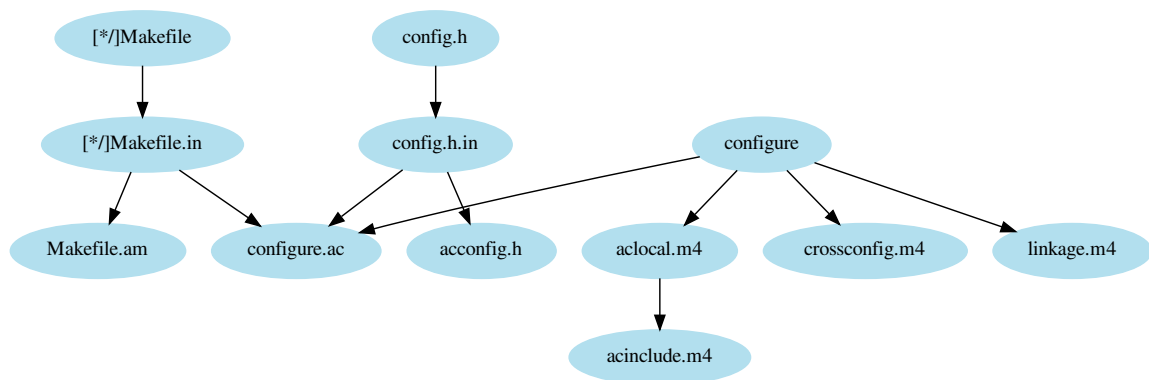 [*/]Makefile
config.h
[*/]Makefile.in
config.h.in
configure
Makefile.am
configure.ac
acconfig.h
aclocal.m4
crossconfig.m4
linkage.m4
acinclude.m4